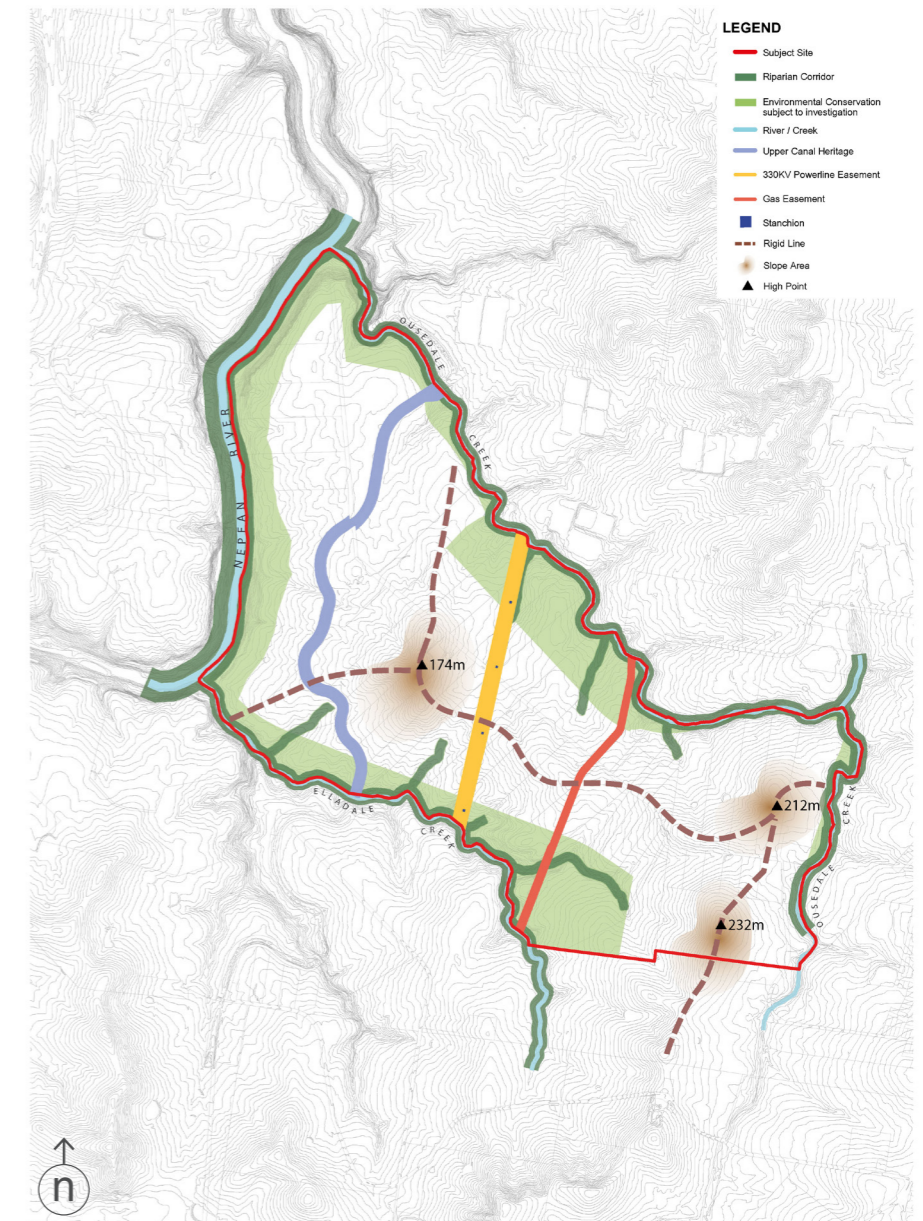 LEGEND
Subject Site
Riparian Corridor
Environmental Conservation
subject to investigation
River / Creek
Upper Canal Heritage
330KV Powerline Easement
Gas Easement
Stanchion
Rigid Line
Slope Area
High Point
OUSEDALE
CREEK
NEPEAN RIVER
174m
212m
ELLADALE
CREEK
OUSEDALE CREEK
232m
n